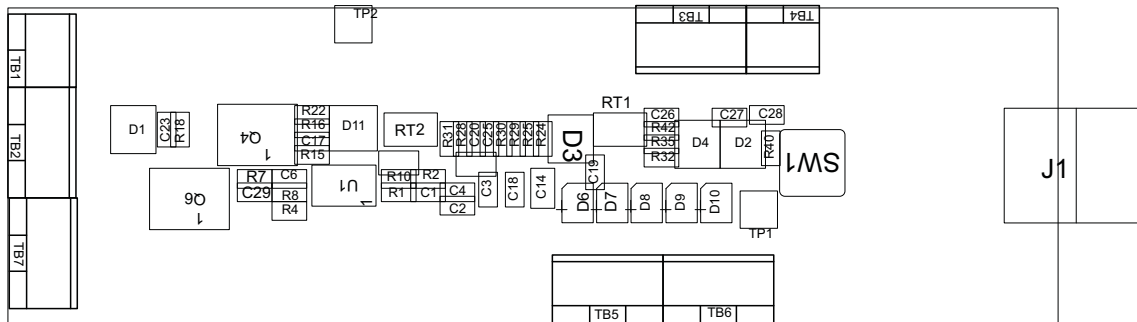 TP2
TB3
TB4
TB1
TB2
TB7
D1
C23
R18
Q4
1
R22
R16
C17
R15
D11
RT2
R31
R28
C20
C25
R30
R29
R25
R24
D3
RT1
C26
R42
R35
R32
C27
C28
D4
D2
R40
SW1
J1
Q6
1
R7
C29
C6
R8
R4
U1
1
R10
R1
R2
C1
C4
C2
C3
C18
C14
C19
D6
D7
D8
D9
D10
TP1
TB5
TB6